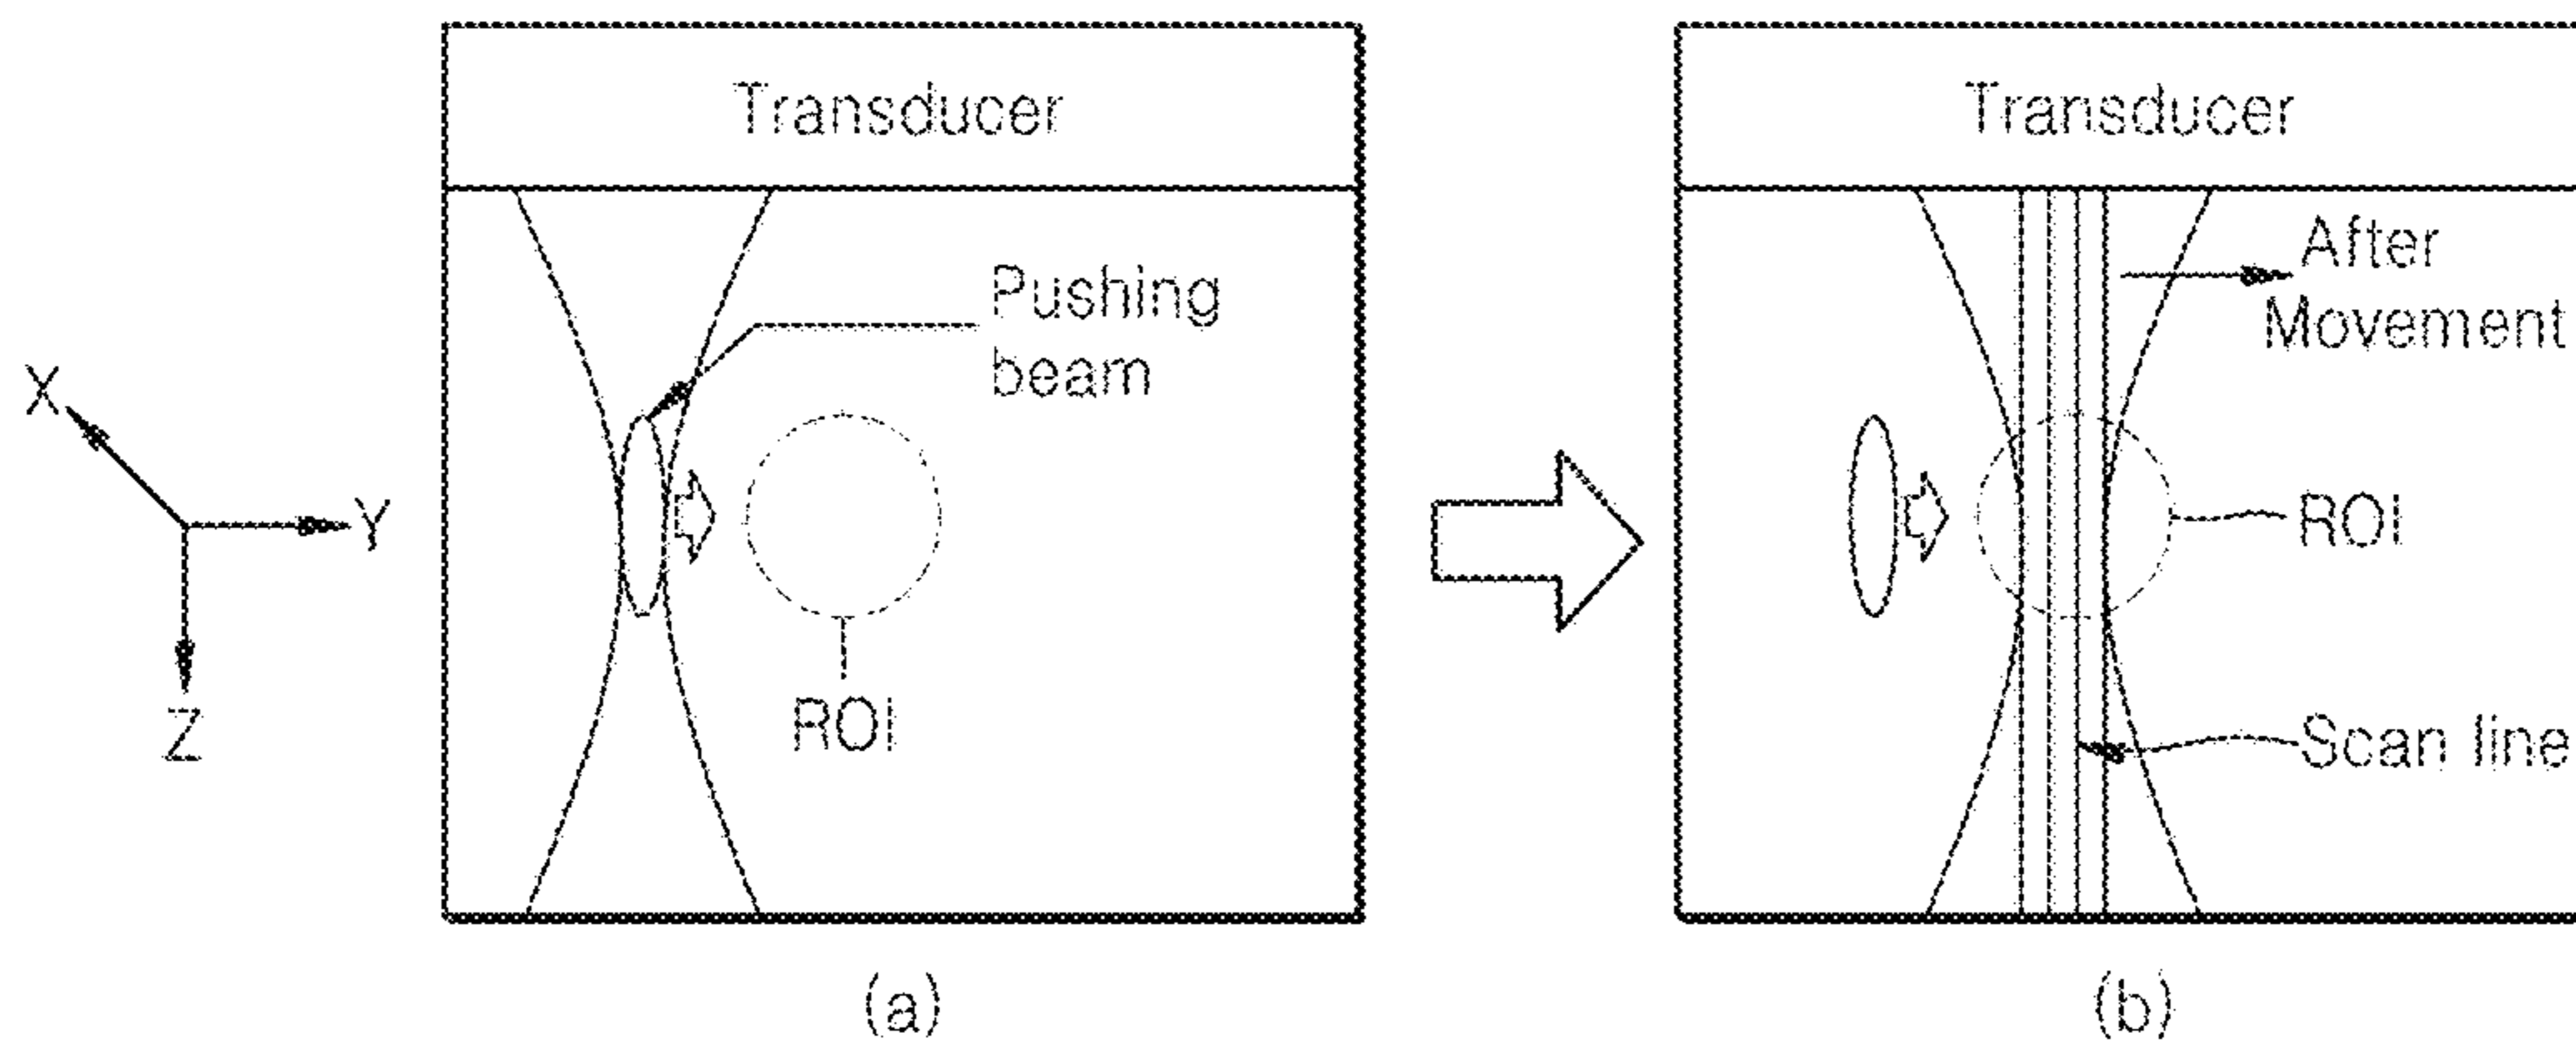 Transducer
Pushing
beam
ROI
X
Y
Z
(a)
Transducer
After
Movement
ROI
Scan line
(b)